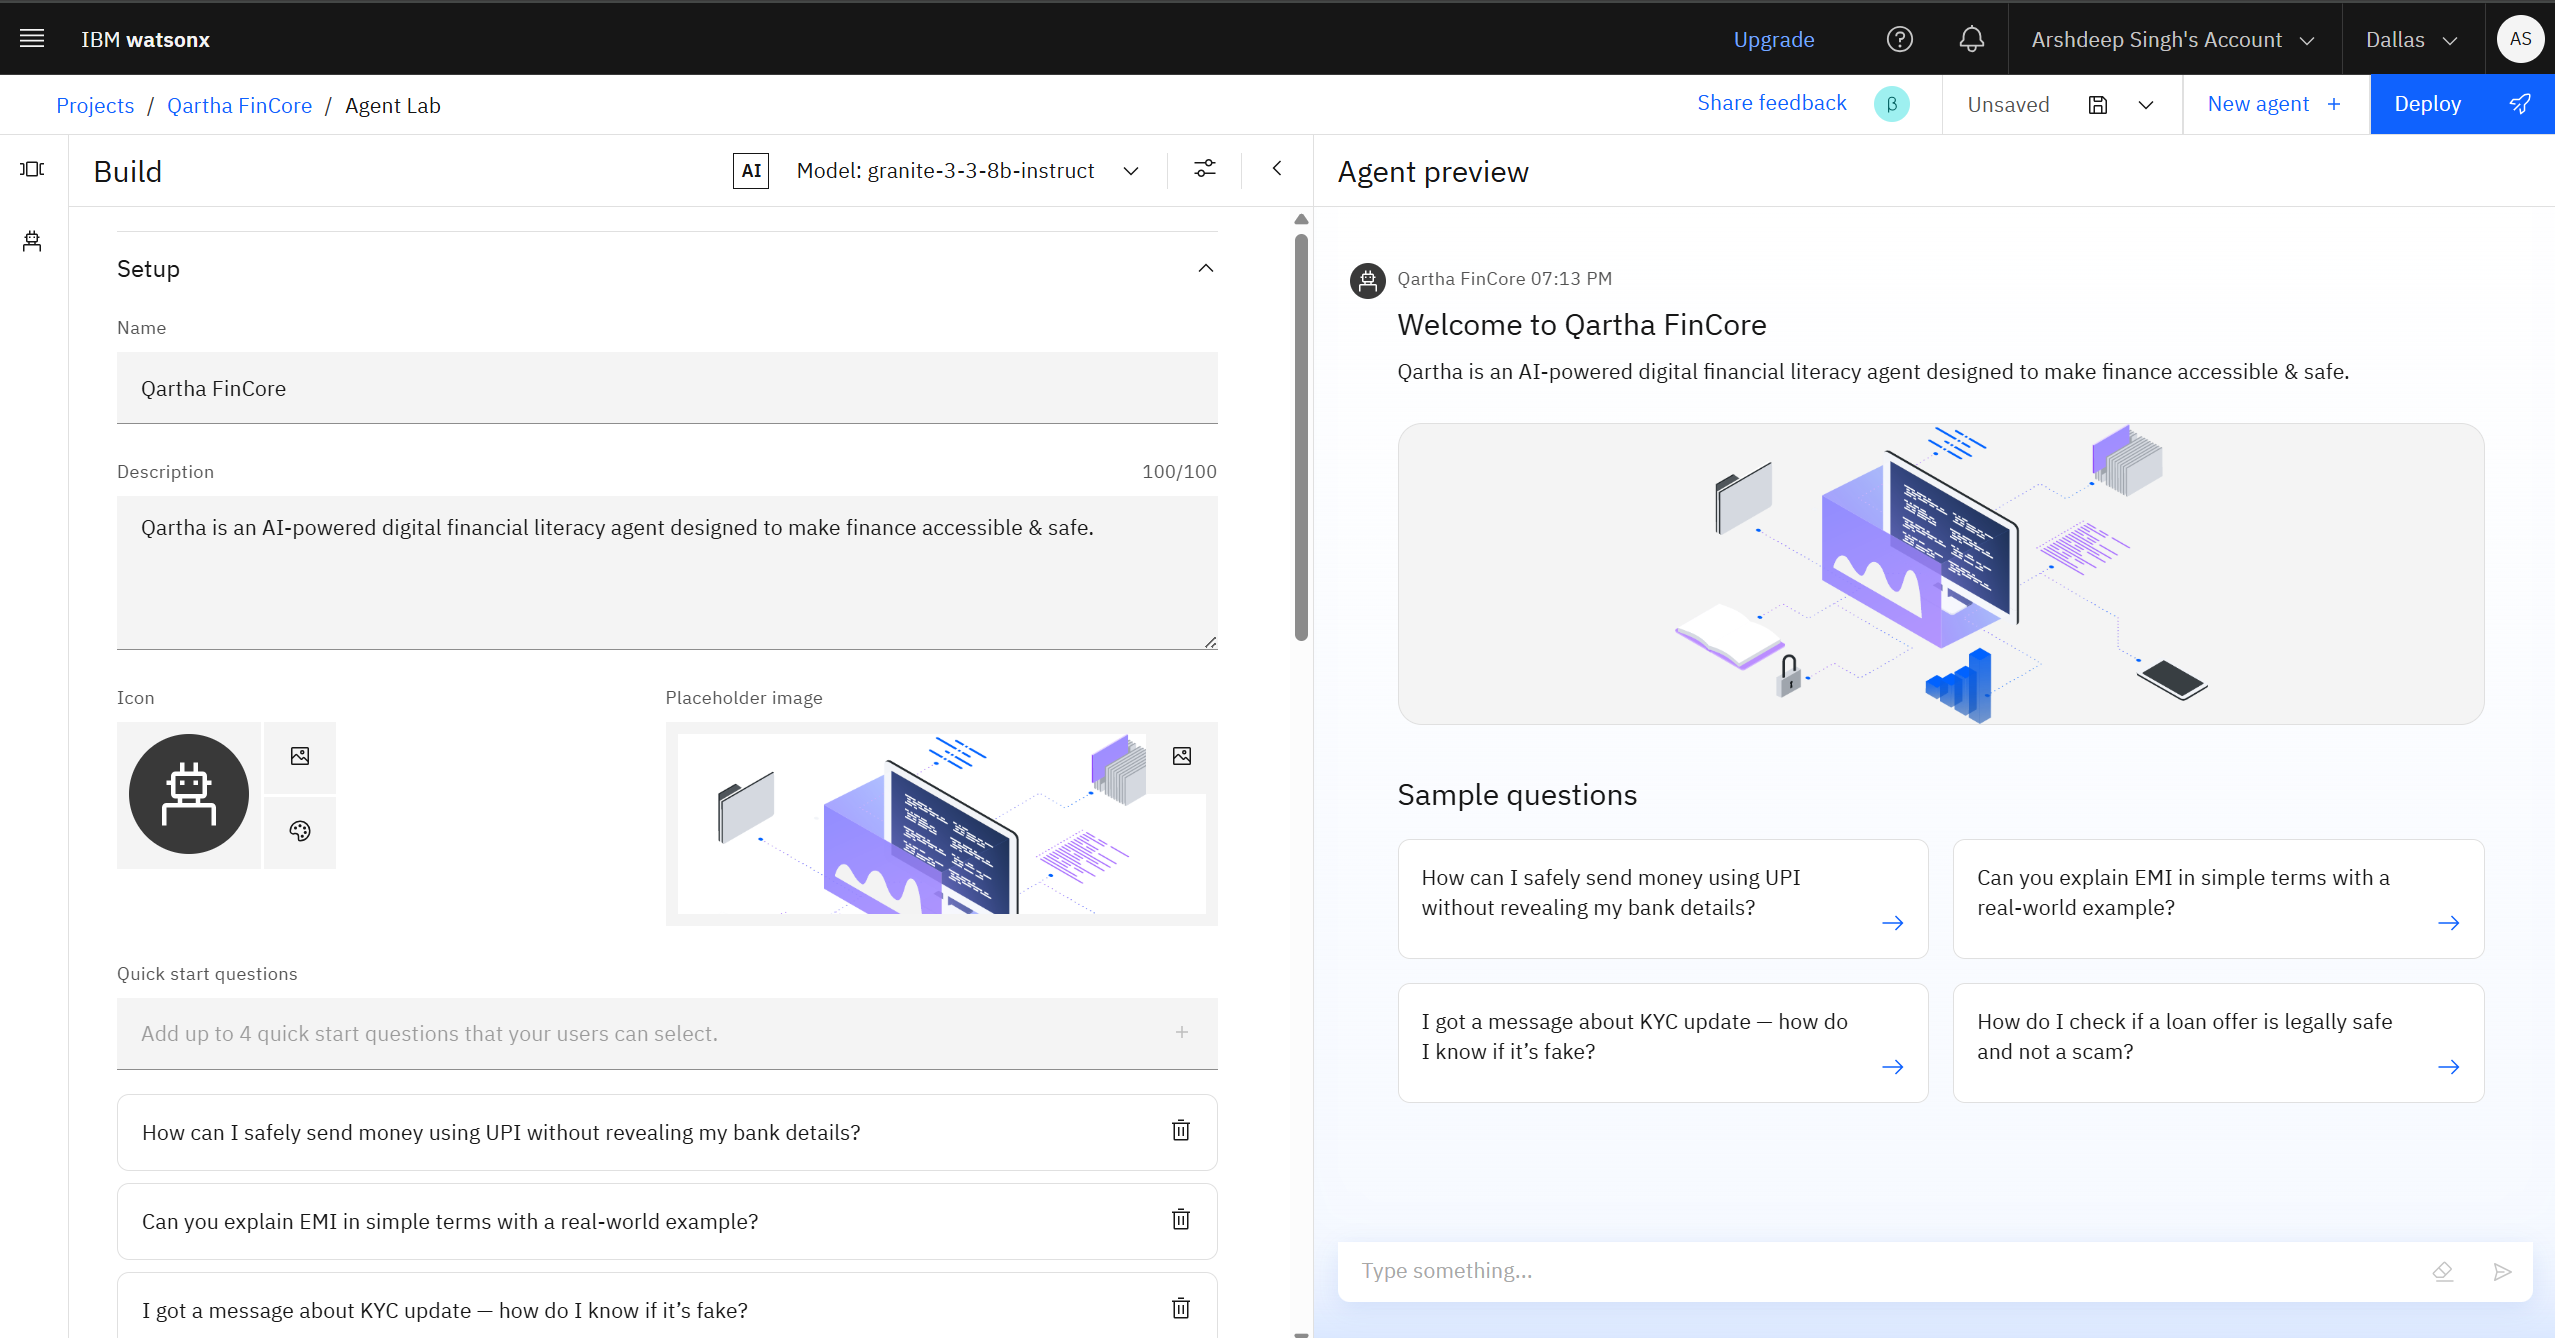 IBM watsonx
Upgrade
Arshdeep Singh's Account
Dallas
AS
Projects / Qartha FinCore / Agent Lab
Share feedback
β
Unsaved
New agent +
Deploy
Build
AI
Model: granite-3-3-8b-instruct
Setup
Name
Qartha FinCore
Description
100/100
Qartha is an AI-powered digital financial literacy agent designed to make finance accessible & safe.
Icon
Placeholder image
Quick start questions
Add up to 4 quick start questions that your users can select.
How can I safely send money using UPI without revealing my bank details?
Can you explain EMI in simple terms with a real-world example?
I got a message about KYC update — how do I know if it’s fake?
Agent preview
Qartha FinCore 07:13 PM
Welcome to Qartha FinCore
Qartha is an AI-powered digital financial literacy agent designed to make finance accessible & safe.
Sample questions
How can I safely send money using UPI
without revealing my bank details?
Can you explain EMI in simple terms with a
real-world example?
I got a message about KYC update — how do
I know if it’s fake?
How do I check if a loan offer is legally safe
and not a scam?
Type something...